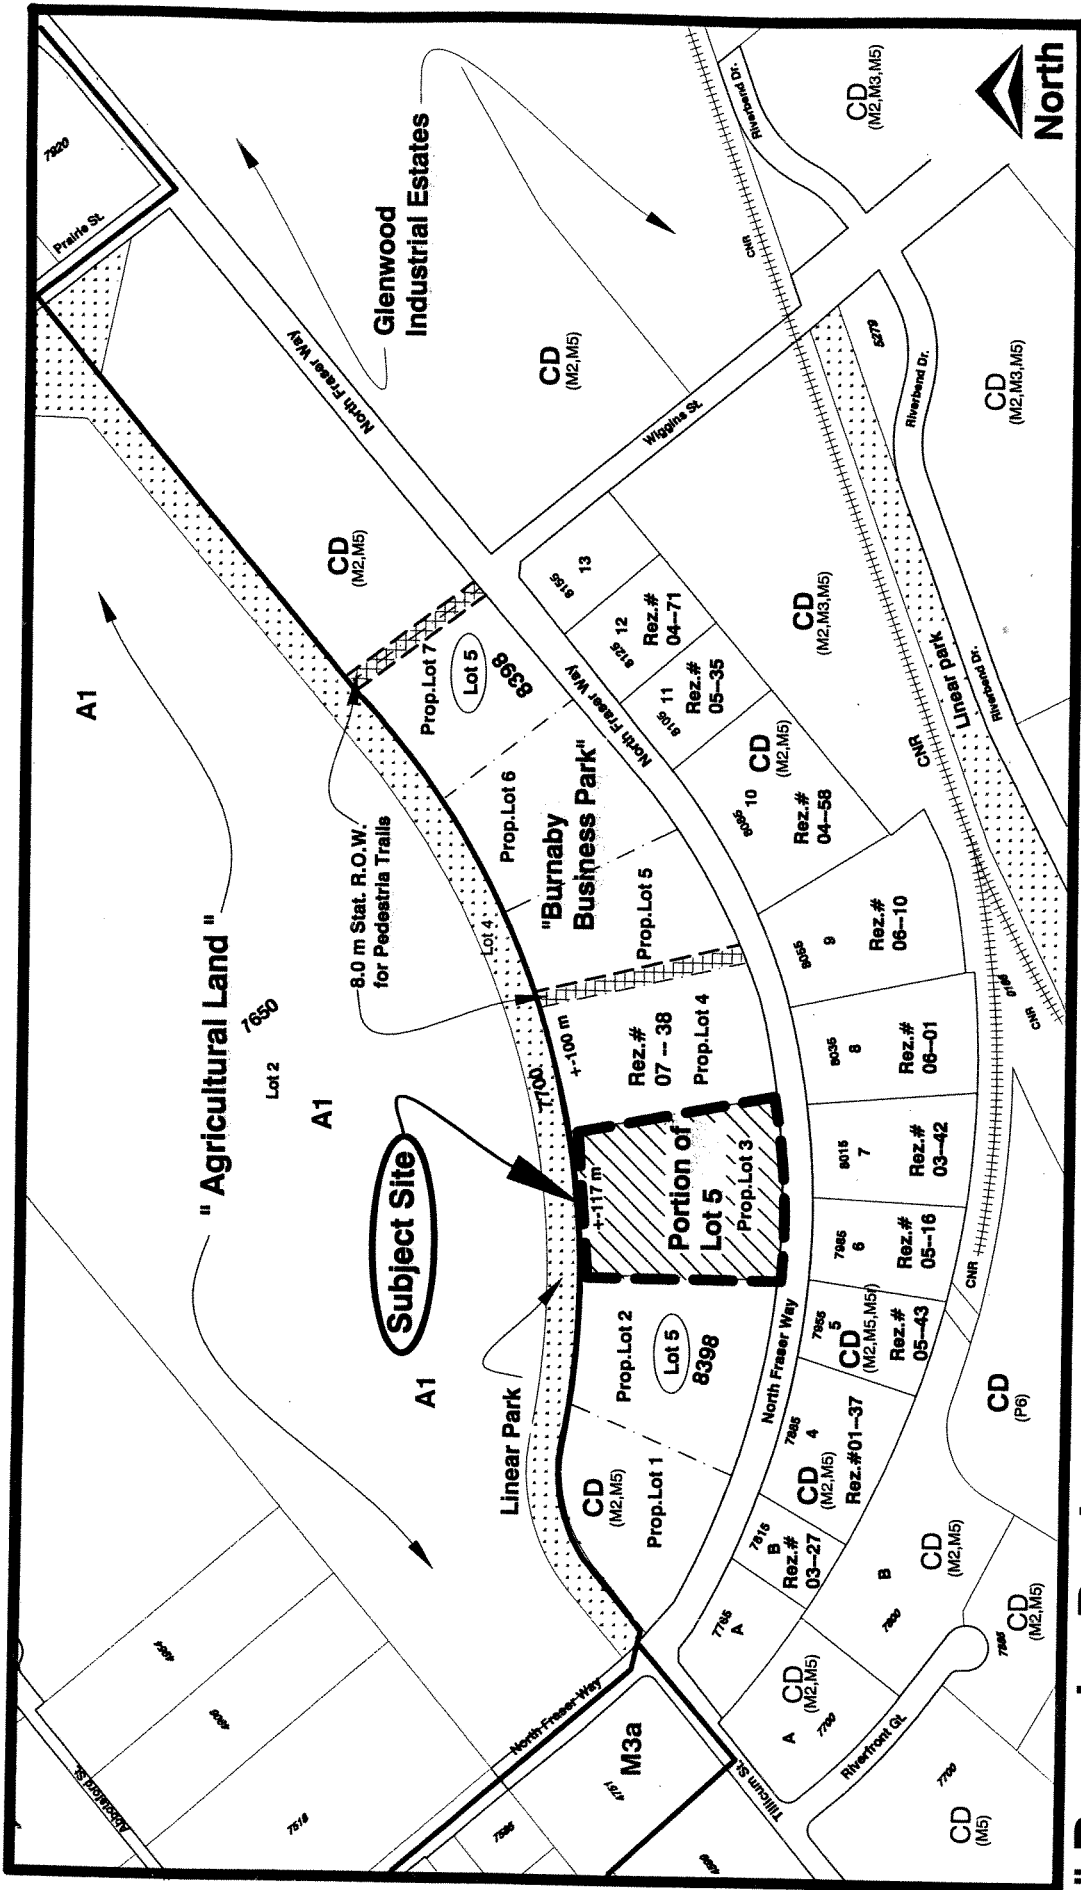 7920
Prairie St.
Glenwood
Industrial Estates
CD
(M2,M3,M5)
North
Riverbend Dr.
CNR
North Fraser Way
CD
(M2,M5)
Wiggins St.
5279
Riverbend Dr.
CD
(M2,M3,M5)
A1
CD
(M2,M5)
Prop.Lot 7
Lot 5
8398
8155
13
8125
12
Rez.#
04--71
8105
11
Rez.#
05--35
CD
(M2,M3,M5)
Linear park
Riverbend Dr.
CNR
8.0 m Stat. R.O.W.
for Pedestria Trails
Prop.Lot 6
"Burnaby
Business Park"
North Fraser Way
8085
10
CD
(M2,M5)
Rez.#
04--58
Lot 4
Prop.Lot 5
8055
9
Rez.#
06--10
" Agricultural Land "
7650
Lot 2
A1
7700
+-100 m
Rez.#
07 -- 38
Prop.Lot 4
8035
8
Rez.#
06--01
CNR
Subject Site
+-117 m
Portion of
Lot 5
Prop.Lot 3
8015
7
Rez.#
03--42
7985
6
Rez.#
05--16
CNR
A1
Linear Park
Prop.Lot 2
Lot 5
8398
North Fraser Way
7955
5
CD
Rez.#
05--43
CD
(M2,M5)
Prop.Lot 1
7885
4
CD
(M2,M5)
Rez.#01--37
CD
(P6)
7815
B
Rez.#
03--27
7765
A
B
7900
CD
(M2,M5)
CD
(M2,M5)
7885
North Fraser Way
M3a
4751
Tillicum St.
CD
(M2,M5)
A
7700
Riverfront Gt.
7700
CD
(M5)
Abbotsford St.
7518
7595